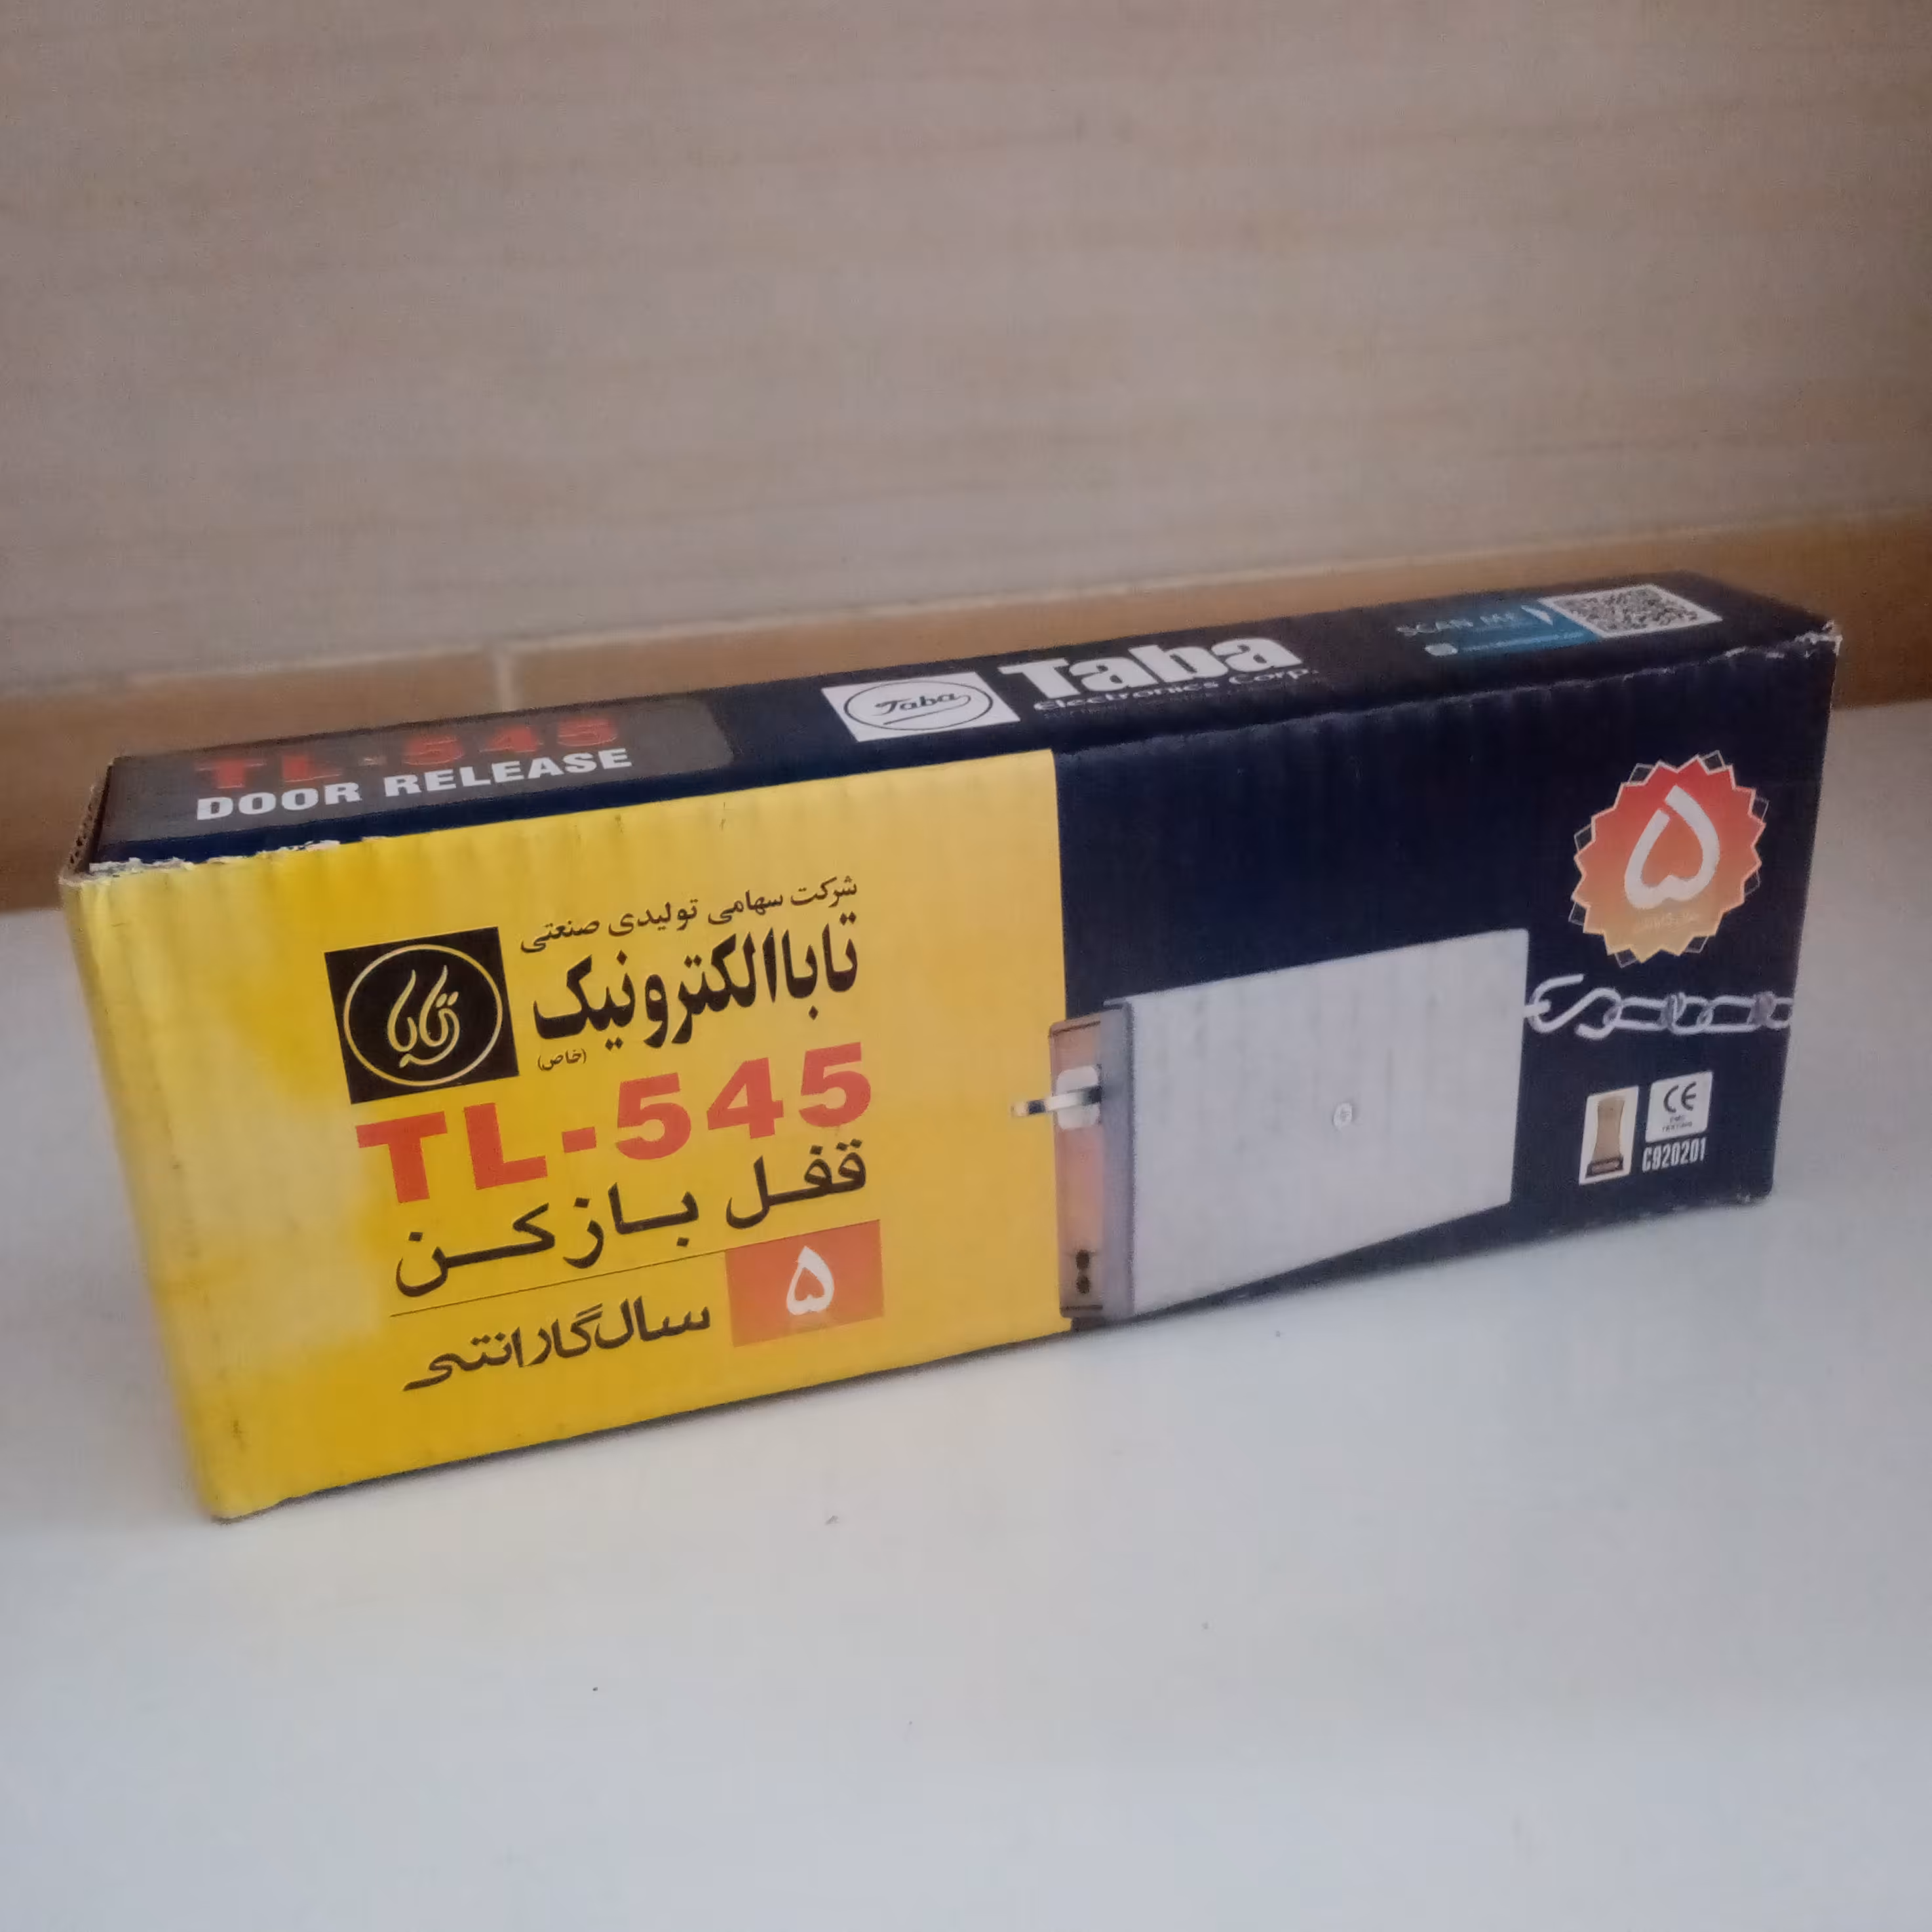 TL-545
DOOR RELEASE
Taba
Taba
Electronics Corp.
SCAN ME
شرکت سهامی تولیدی صنعتی
تابا الکترونیک
(خاص)
تابا
TL-545
قفل بازکن
۵ سال گارانتی
۵
CE
C920201